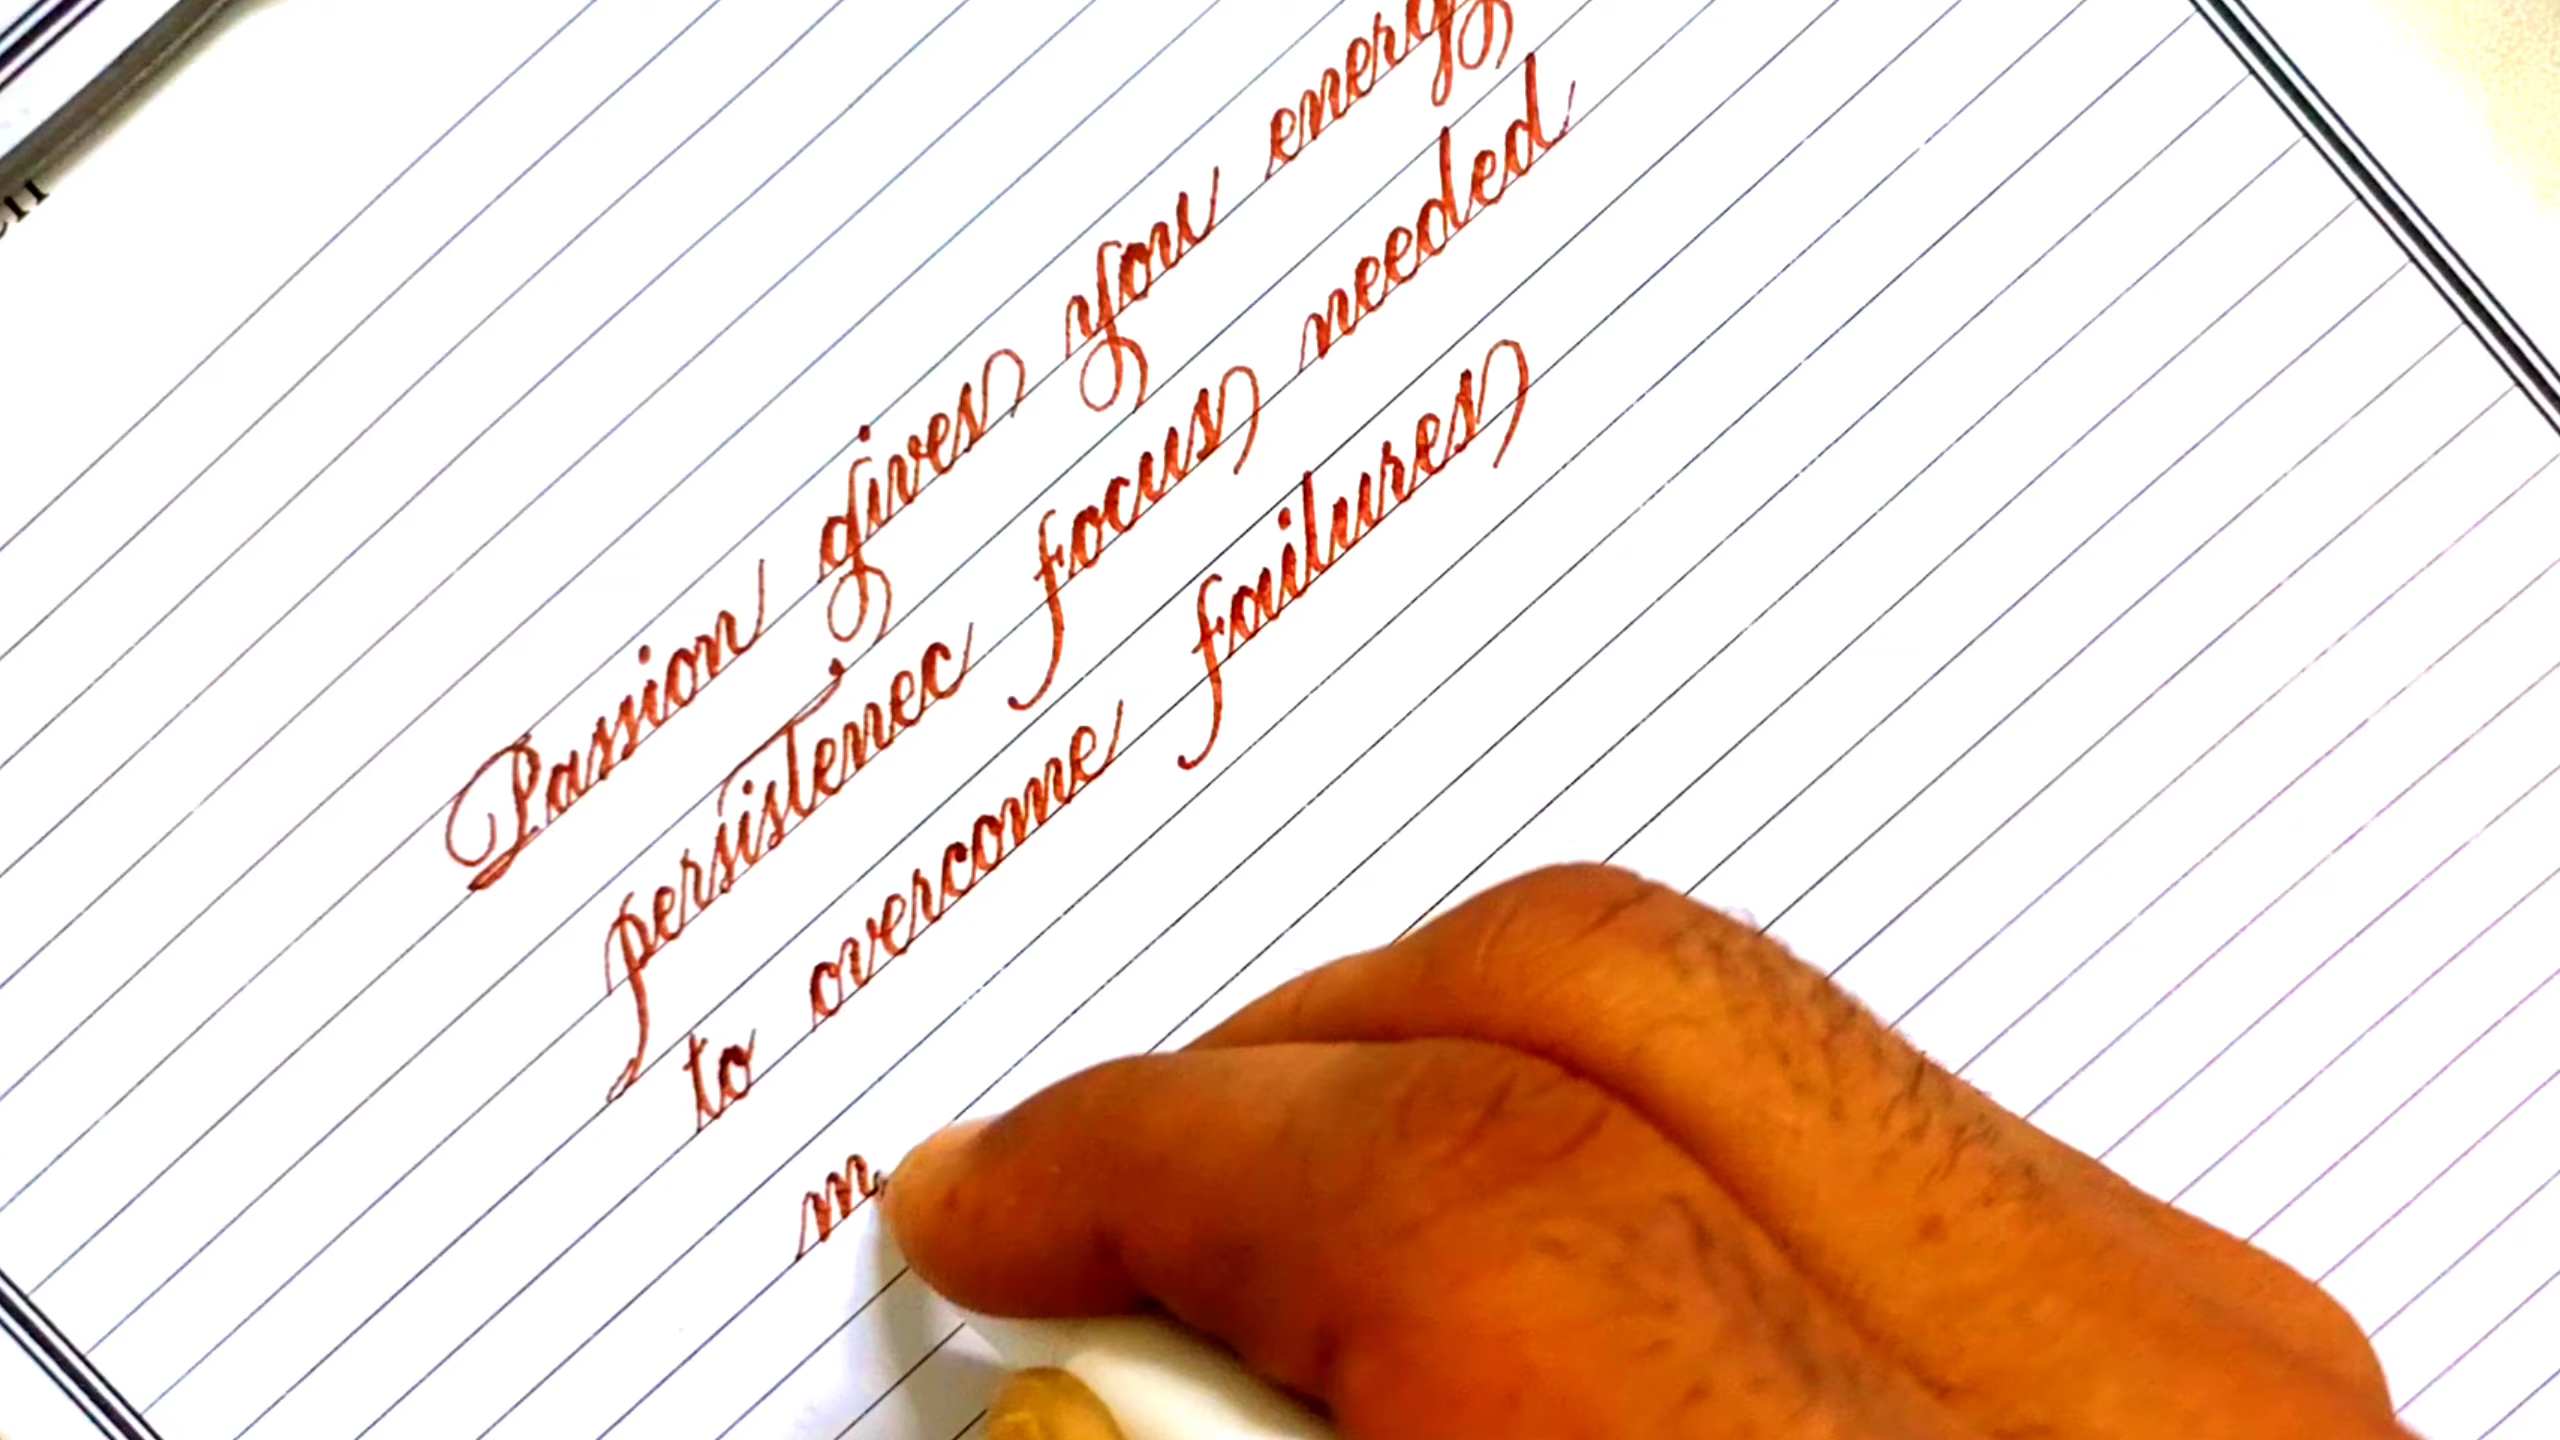 Passion gives you energy
persistenec focus needed
to overcome failures
m